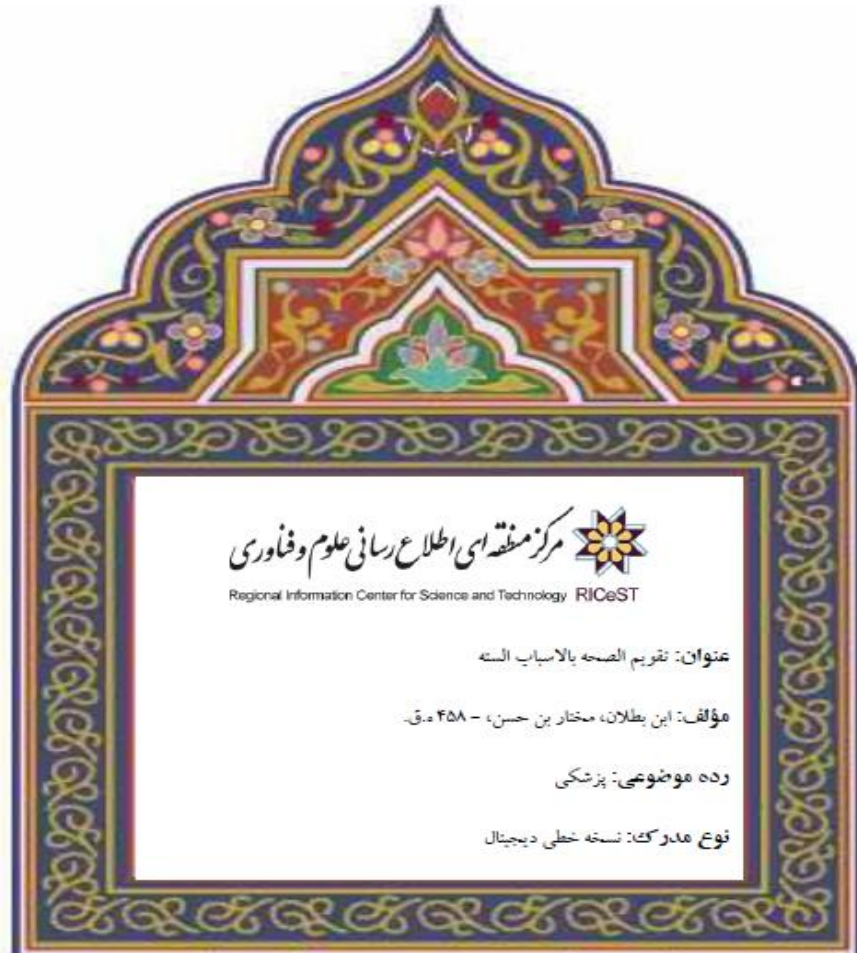 مرکز منطقه ای اطلاع رسانی علوم و فناوری
Regional Information Center for Science and Technology RICeST
عنوان: تقویم الصحه بالاسباب السته
مؤلف: ابن بطلان، مختار بن حسن، - ۴۵۸ ه.ق.
رده موضوعی: پزشکی
نوع مدرک: نسخه خطی دیجیتال